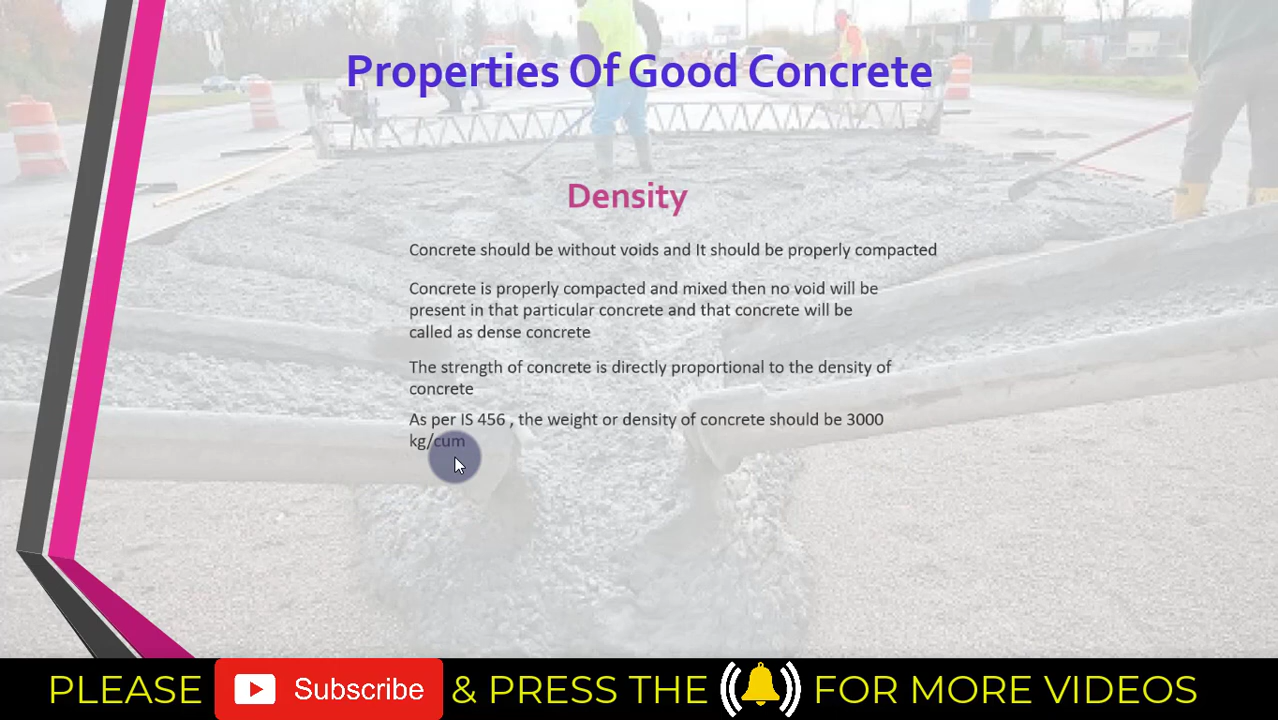 Properties Of Good Concrete
Density
Concrete should be without voids and It should be properly compacted
Concrete is properly compacted and mixed then no void will be
present in that particular concrete and that concrete will be
called as dense concrete
The strength of concrete is directly proportional to the density of
concrete
As per IS 456 , the weight or density of concrete should be 3000
kg/cum
PLEASE Subscribe & PRESS THE FOR MORE VIDEOS